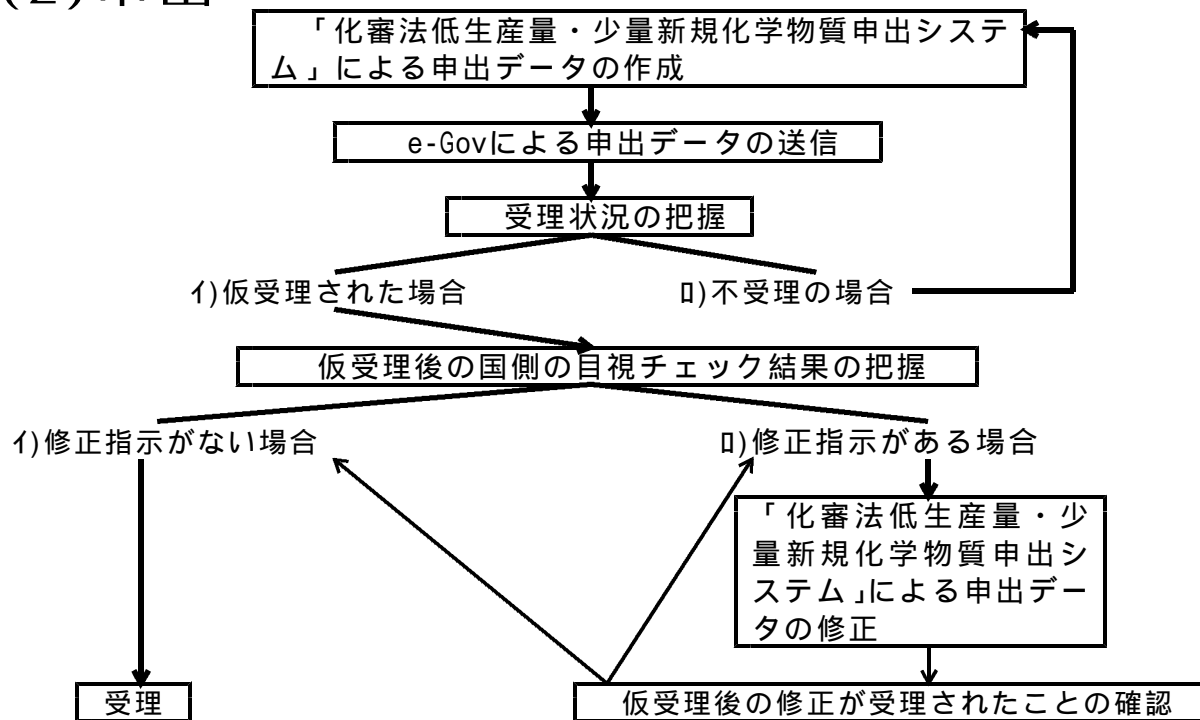 「化審法低生産量・少量新規化学物質申出システ
ム」による申出データの作成
e-Govによる申出データの送信
受理状況の把握
ｲ)仮受理された場合
ﾛ)不受理の場合
仮受理後の国側の目視チェック結果の把握
ｲ)修正指示がない場合
ﾛ)修正指示がある場合
「化審法低生産量・少
量新規化学物質申出シ
ステム」による申出デー
タの修正
受理
仮受理後の修正が受理されたことの確認